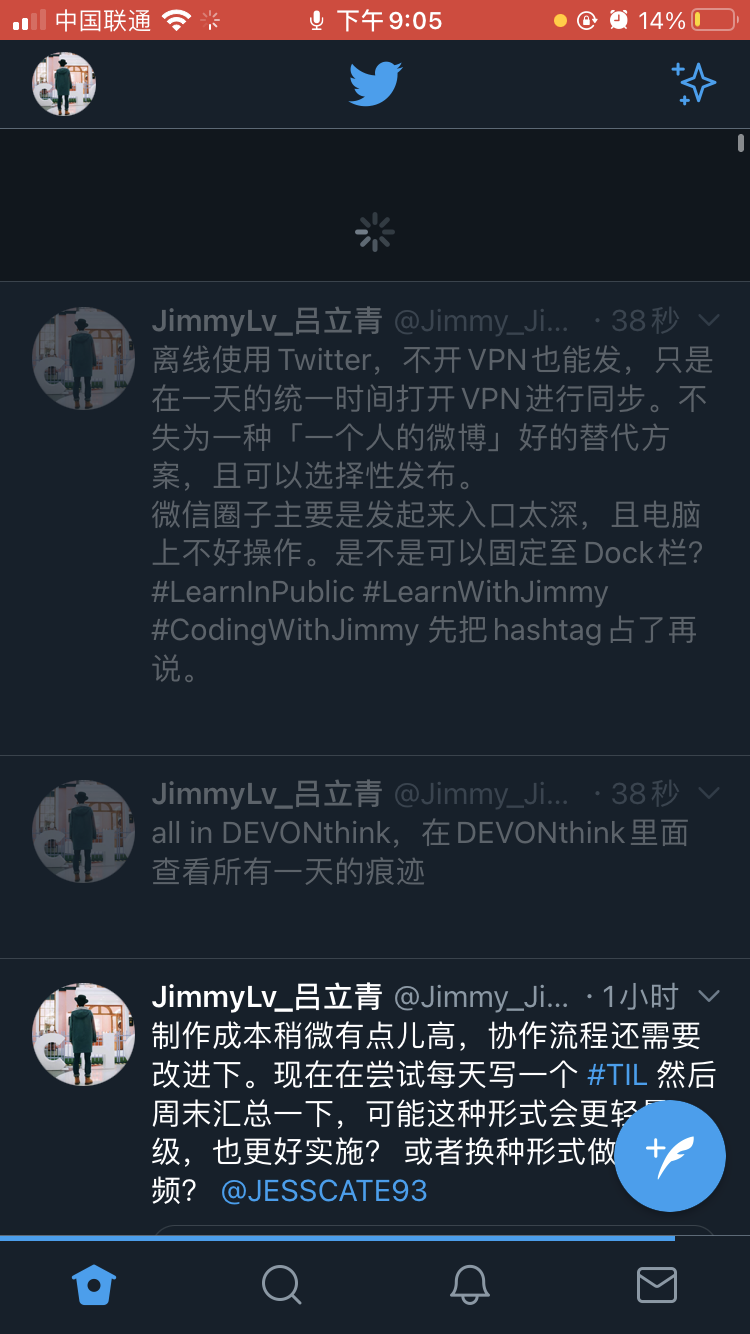 中国联通 下午9:05 14%
JimmyLv_吕立青 @Jimmy_Ji... · 38秒
离线使用 Twitter，不开 VPN 也能发，只是
在一天的统一时间打开 VPN 进行同步。不
失为一种「一个人的微博」好的替代方
案，且可以选择性发布。
微信圈子主要是发起来入口太深，且电脑
上不好操作。是不是可以固定至 Dock 栏？
#LearnInPublic #LearnWithJimmy
#CodingWithJimmy 先把 hashtag 占了再
说。
JimmyLv_吕立青 @Jimmy_Ji... · 38秒
all in DEVONthink，在 DEVONthink 里面
查看所有一天的痕迹
JimmyLv_吕立青 @Jimmy_Ji... · 1小时
制作成本稍微有点儿高，协作流程还需要
改进下。现在在尝试每天写一个 #TIL 然后
周末汇总一下，可能这种形式会更轻
级，也更好实施？ 或者换种形式做
频？ @JESSCATE93